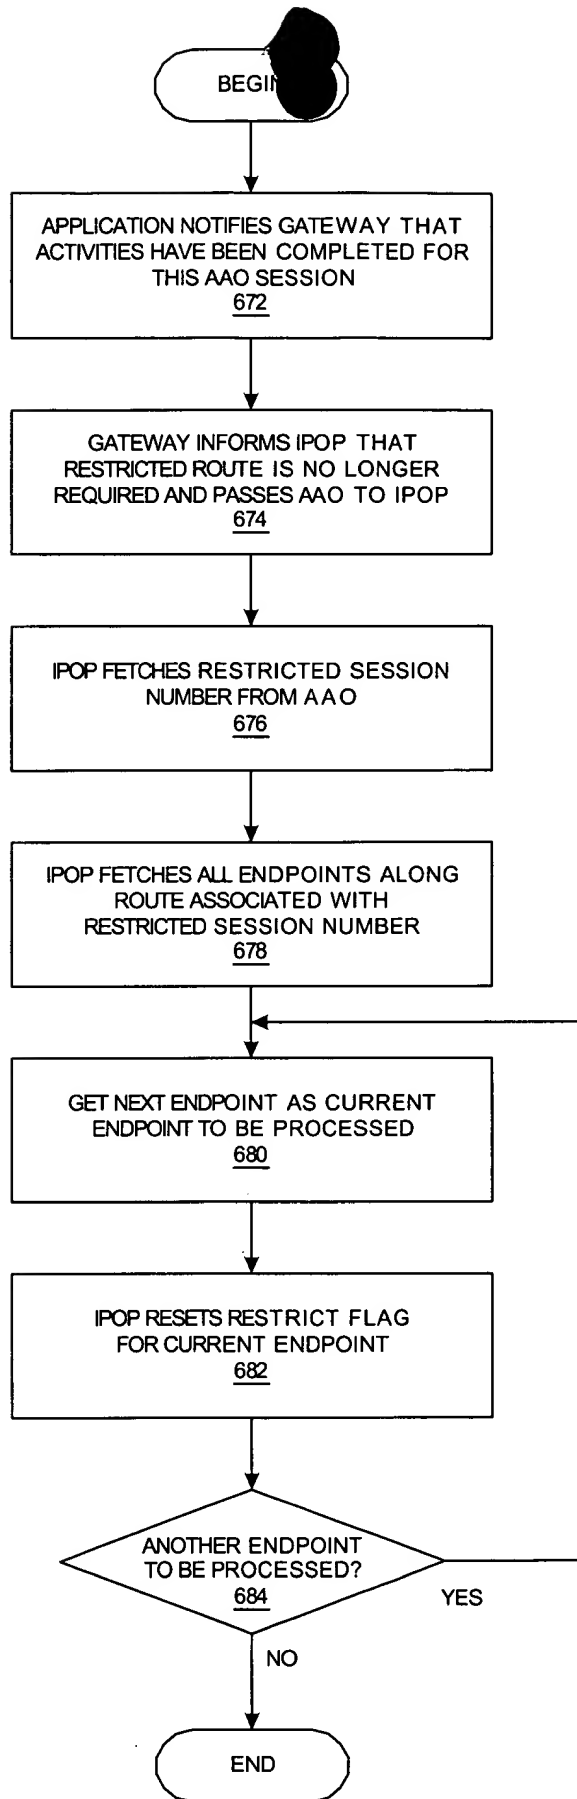 BEGIN
APPLICATION NOTIFIES GATEWAY THAT
ACTIVITIES HAVE BEEN COMPLETED FOR
THIS AAO SESSION
672
GATEWAY INFORMS IPOP THAT
RESTRICTED ROUTE IS NO LONGER
REQUIRED AND PASSES AAO TO IPOP
674
IPOP FETCHES RESTRICTED SESSION
NUMBER FROM AAO
676
IPOP FETCHES ALL ENDPOINTS ALONG
ROUTE ASSOCIATED WITH
RESTRICTED SESSION NUMBER
678
GET NEXT ENDPOINT AS CURRENT
ENDPOINT TO BE PROCESSED
680
IPOP RESETS RESTRICT FLAG
FOR CURRENT ENDPOINT
682
ANOTHER ENDPOINT
TO BE PROCESSED?
684
YES
NO
END